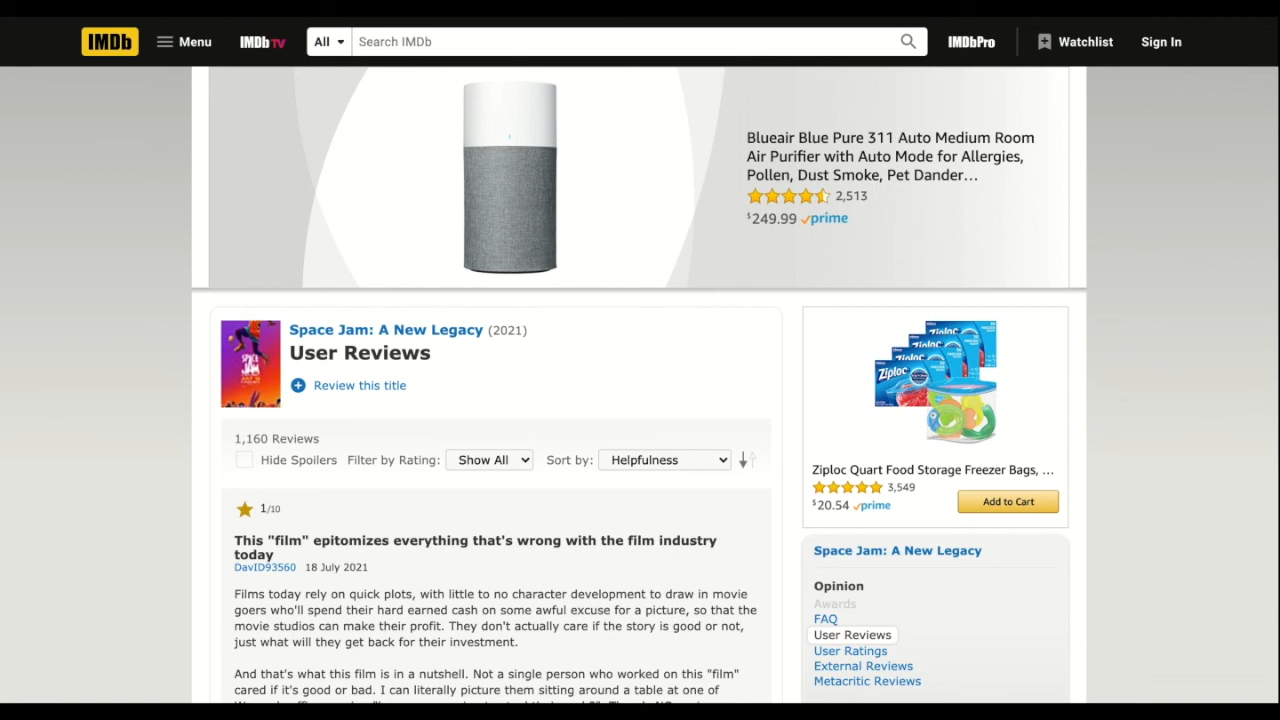 IMDb
Menu
IMDbTV
All
Search IMDb
IMDbPro
Watchlist
Sign In
Blueair Blue Pure 311 Auto Medium Room
Air Purifier with Auto Mode for Allergies,
Pollen, Dust Smoke, Pet Dander…
2,513
$249.99 prime
Space Jam: A New Legacy (2021)
User Reviews
Review this title
SPACE
JAM
1,160 Reviews
Hide Spoilers Filter by Rating: Show All Sort by: Helpfulness
1/10
This "film" epitomizes everything that's wrong with the film industry
today
DavID93560 18 July 2021
Films today rely on quick plots, with little to no character development to draw in movie
goers who'll spend their hard earned cash on some awful excuse for a picture, so that the
movie studios can make their profit. They don't actually care if the story is good or not,
just what will they get back for their investment.
And that's what this film is in a nutshell. Not a single person who worked on this "film"
cared if it's good or bad. I can literally picture them sitting around a table at one of
Ziploc
Ziploc
Ziploc
Ziploc
Ziploc Quart Food Storage Freezer Bags, …
3,549
$20.54 prime
Add to Cart
Space Jam: A New Legacy
Opinion
Awards
FAQ
User Reviews
User Ratings
External Reviews
Metacritic Reviews